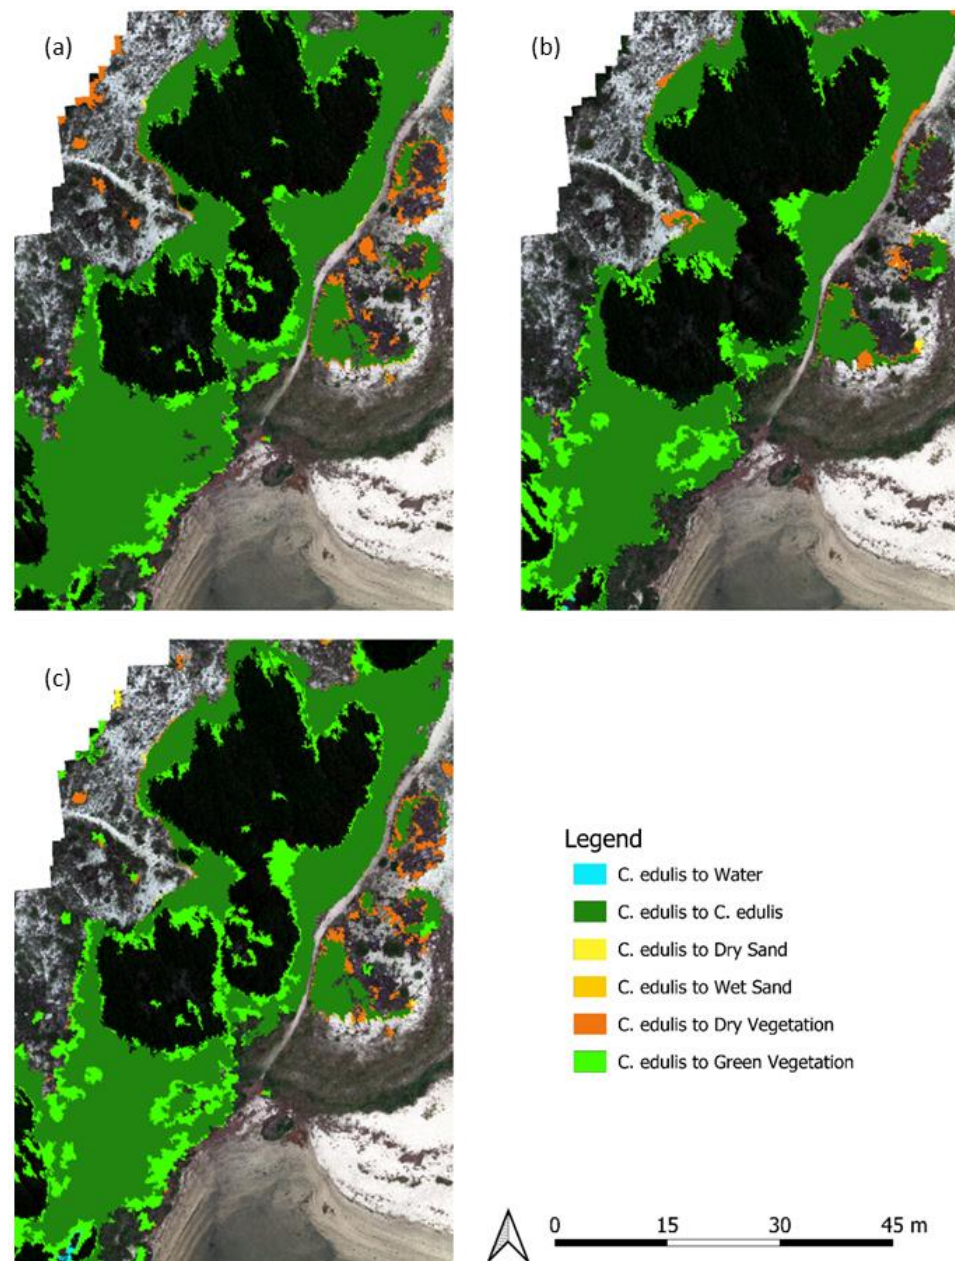 (a)
(b)
(c)
Legend
C. edulis to Water
C. edulis to C. edulis
C. edulis to Dry Sand
C. edulis to Wet Sand
C. edulis to Dry Vegetation
C. edulis to Green Vegetation
0 15 30 45 m